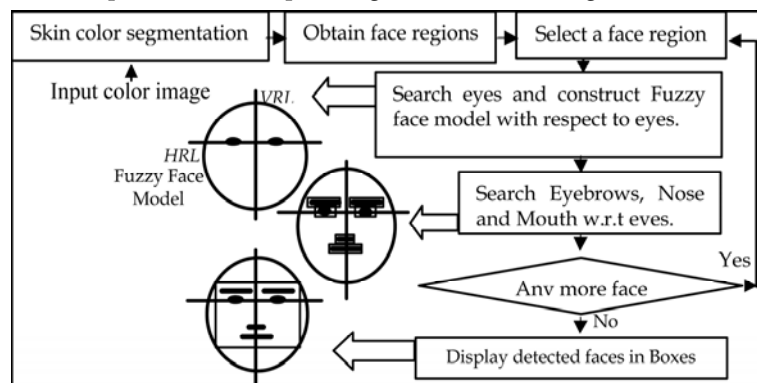 Skin color segmentation
Obtain face regions
Select a face region
Input color image
VRL
Search eyes and construct Fuzzy
face model with respect to eyes.
HRL
Fuzzy Face
Model
Search Eyebrows, Nose
and Mouth w.r.t eves.
Yes
Anv more face
No
Display detected faces in Boxes